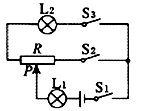 L₂ S₃
R S₂
P
L₁ S₁